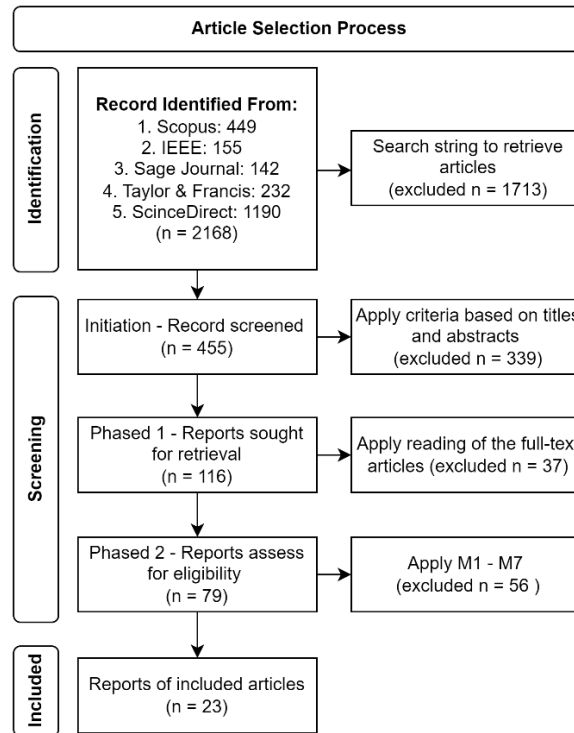 Article Selection Process
Identification
Record Identified From:
1. Scopus: 449
2. IEEE: 155
3. Sage Journal: 142
4. Taylor & Francis: 232
5. ScinceDirect: 1190
(n = 2168)
Search string to retrieve
articles
(excluded n = 1713)
Screening
Initiation - Record screened
(n = 455)
Apply criteria based on titles
and abstracts
(excluded n = 339)
Phased 1 - Reports sought
for retrieval
(n = 116)
Apply reading of the full-tex
articles (excluded n = 37)
Phased 2 - Reports assess
for eligibility
(n = 79)
Apply M1 - M7
(excluded n = 56 )
Included
Reports of included articles
(n = 23)